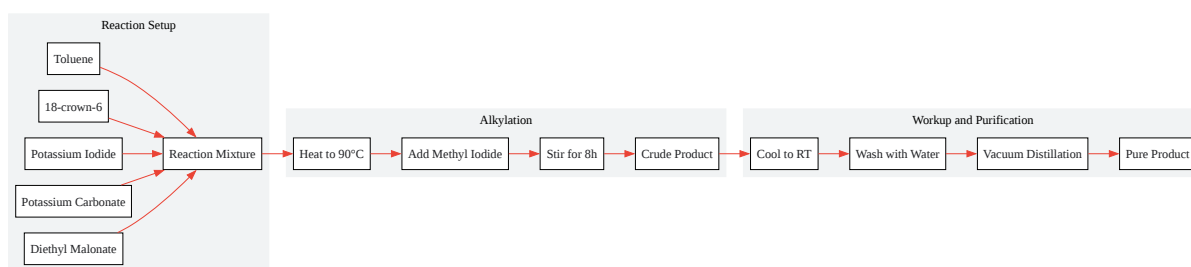 Reaction Setup
Toluene
18-crown-6
Potassium Iodide
Potassium Carbonate
Diethyl Malonate
Reaction Mixture
Alkylation
Heat to 90°C
Add Methyl Iodide
Stir for 8h
Crude Product
Workup and Purification
Cool to RT
Wash with Water
Vacuum Distillation
Pure Product